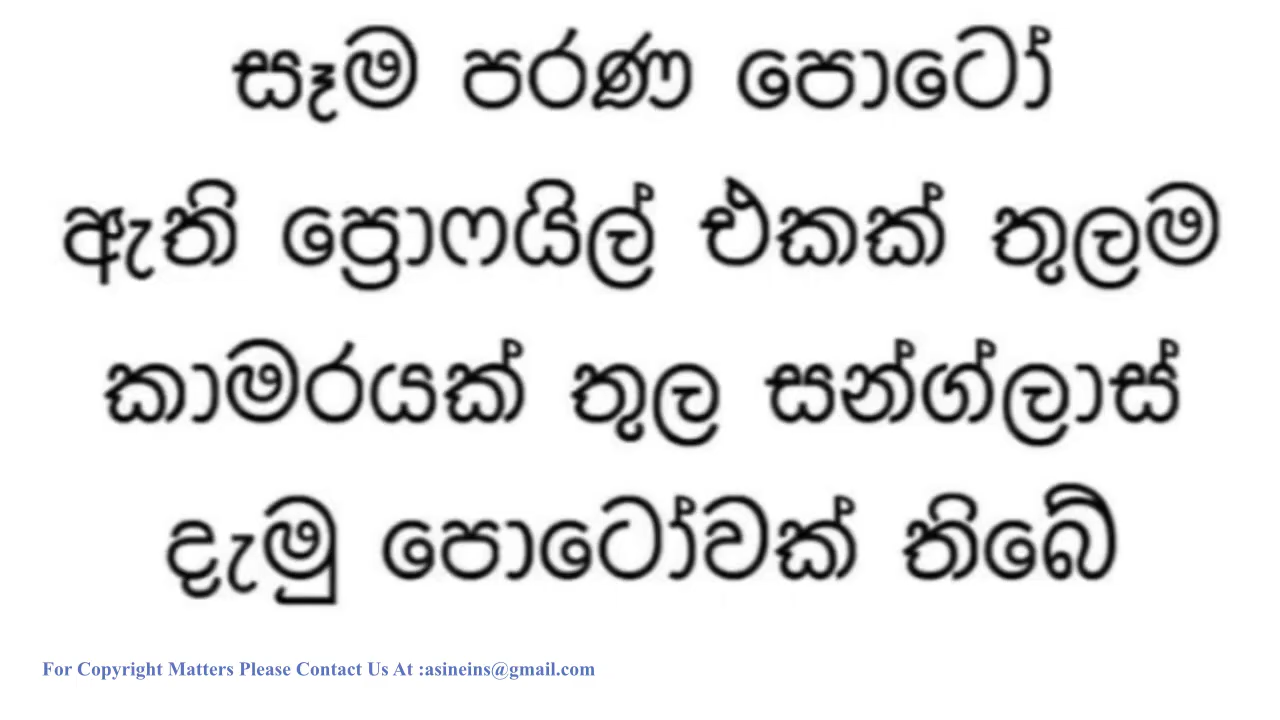 සෑම පරණ පොටෝ
ඇති ප්‍රොෆයිල් එකක් තුලම
කාමරයක් තුල සන්ග්ලාස්
දැමු පොටෝවක් තිබේ
For Copyright Matters Please Contact Us At :asineins@gmail.com